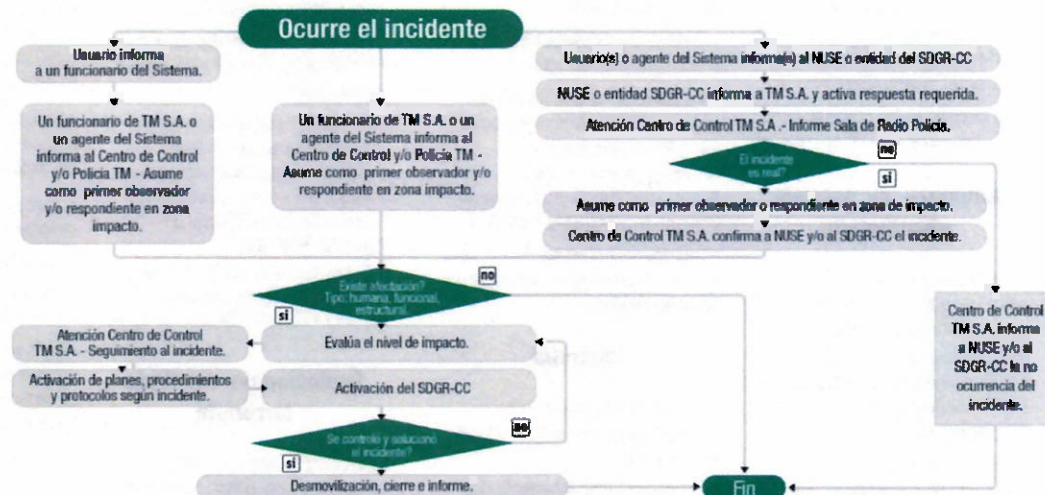 Ocurre el incidente
Usuario informa
a un funcionario del Sistema.
Un funcionario de TM S.A. o
un agente del Sistema
informa al Centro de Control
y/o Policía TM - Asume
como primer observador
y/o respondiente en zona
impacto.
Un funcionario de TM S.A. o un
agente del Sistema informa al
Centro de Control y/o Policía TM -
Asume como primer observador y/o
respondiente en zona impacto.
Usuario(s) o agente del Sistema informa(s) al NUSE o entidad del SDGR-CC
NUSE o entidad SDGR-CC informa a TM S.A. y activa respuesta requerida.
Atención Centro de Control TM S.A. - Informe Sala de Radio Policía.
no
El incidente
es real?
si
Asume como primer observador o respondiente en zona de impacto.
Centro de Control TM S.A. confirma a NUSE y/o al SDGR-CC el incidente.
no
Existe afectación?
Tipo: humana, funcional,
estructural.
si
Centro de Control
TM S.A. informa
a NUSE y/o al
SDGR-CC la no
ocurrencia del
incidente.
Atención Centro de Control
TM S.A. - Seguimiento al incidente.
Evalúa el nivel de impacto.
Activación de planes, procedimientos
y protocolos según incidente.
Activación del SDGR-CC
no
Se controló y solucionó
el incidente?
si
Desmovilización, cierre e informe.
Fin